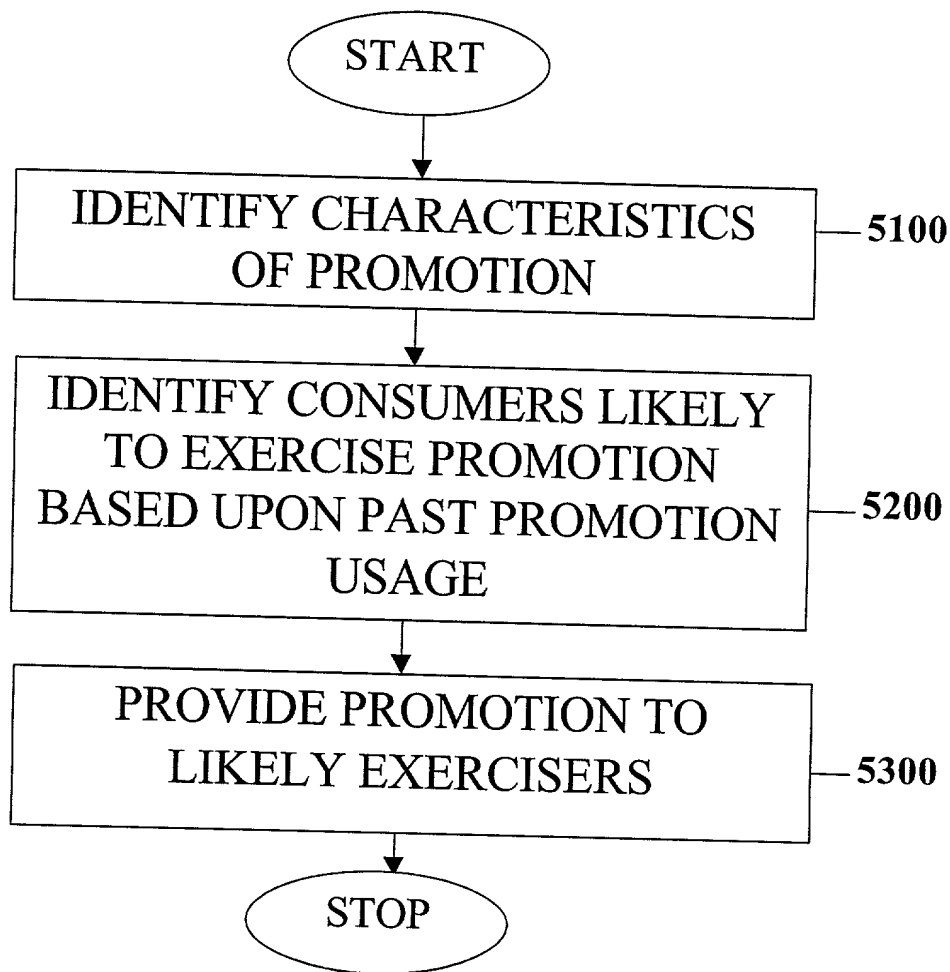 START
IDENTIFY CHARACTERISTICS
OF PROMOTION
5100
IDENTIFY CONSUMERS LIKELY
TO EXERCISE PROMOTION
BASED UPON PAST PROMOTION
USAGE
5200
PROVIDE PROMOTION TO
LIKELY EXERCISERS
5300
STOP